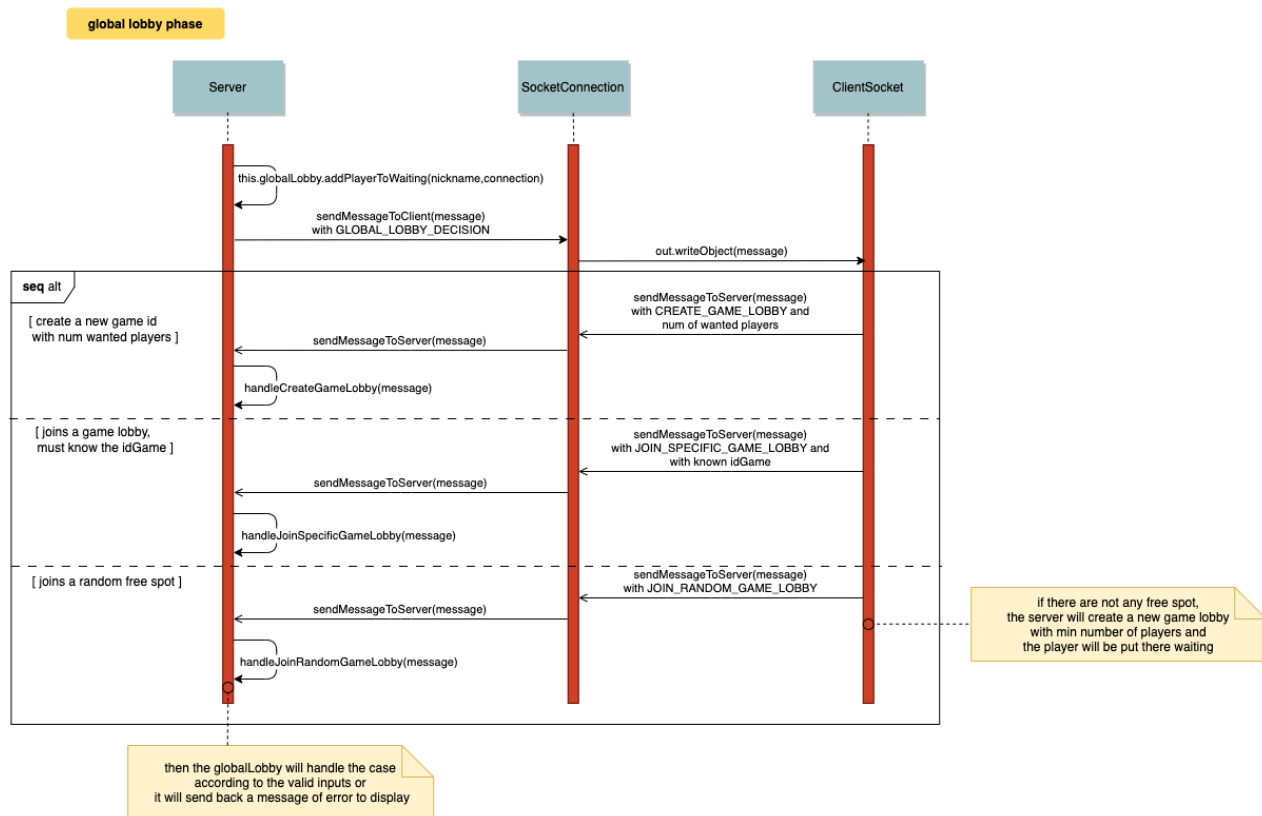 global lobby phase
Server
SocketConnection
ClientSocket
this.globalLobby.addPlayerToWaiting(nickname,connection)
sendMessageToClient(message)
with GLOBAL_LOBBY_DECISION
out.writeObject(message)
seq alt
[ create a new game id
with num wanted players ]
sendMessageToServer(message)
with CREATE_GAME_LOBBY and
num of wanted players
sendMessageToServer(message)
handleCreateGameLobby(message)
[ joins a game lobby,
must know the idGame ]
sendMessageToServer(message)
with JOIN_SPECIFIC_GAME_LOBBY and
with known idGame
sendMessageToServer(message)
handleJoinSpecificGameLobby(message)
[ joins a random free spot ]
sendMessageToServer(message)
with JOIN_RANDOM_GAME_LOBBY
sendMessageToServer(message)
handleJoinRandomGameLobby(message)
if there are not any free spot,
the server will create a new game lobby
with min number of players and
the player will be put there waiting
then the globalLobby will handle the case
according to the valid inputs or
it will send back a message of error to display